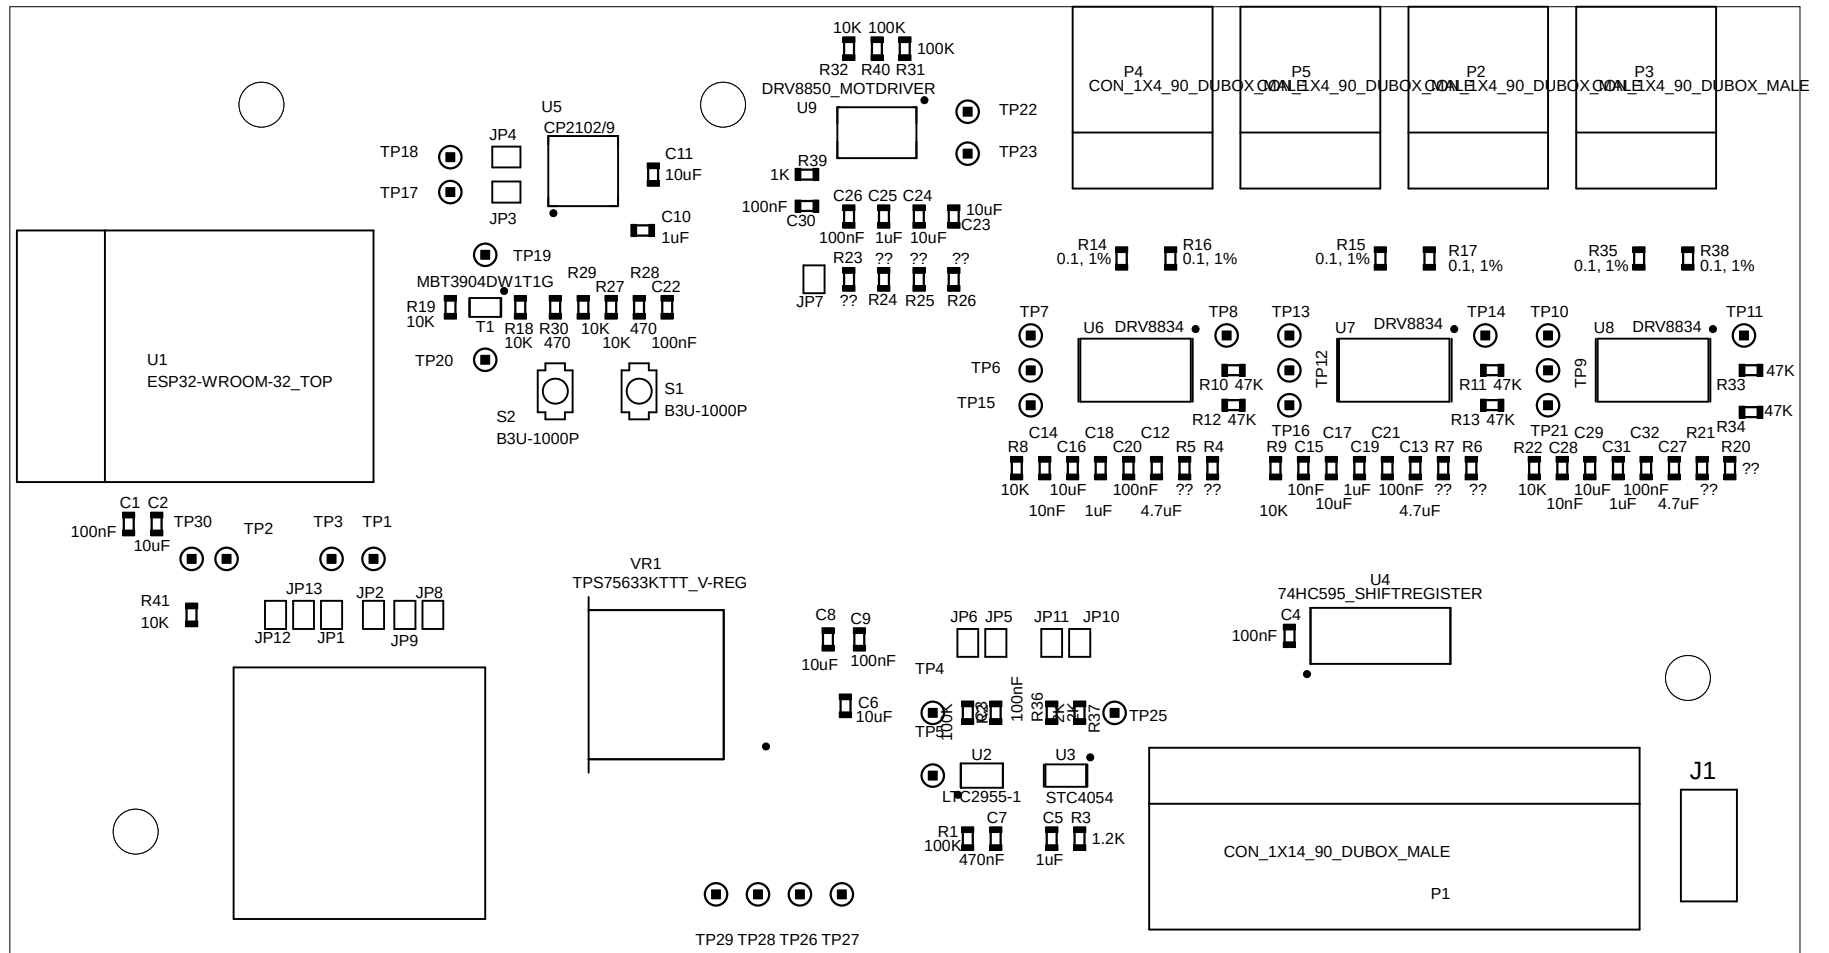 10K 100K
100K
R32 R40 R31
DRV8850_MOTDRIVER
U9
P4
CON_1X4_90_DUBOX_MALE
P5
CON_1X4_90_DUBOX_MALE
P2
CON_1X4_90_DUBOX_MALE
P3
CON_1X4_90_DUBOX_MALE
U5
CP2102/9
JP4
TP18
TP17
JP3
C11
10uF
C10
1uF
TP22
TP23
R39
1K
100nF
C30
C26 C25 C24
10uF
C23
100nF 1uF 10uF
R23 ?? ?? ??
JP7
?? R24 R25 R26
TP19
MBT3904DW1T1G
R29 R28
R27 C22
R19
10K
T1
R18 R30 10K 470
10K 470 10K 100nF
TP20
U1
ESP32-WROOM-32_TOP
S1
B3U-1000P
S2
B3U-1000P
R14
0.1, 1%
R16
0.1, 1%
R15
0.1, 1%
R17
0.1, 1%
R35
0.1, 1%
R38
0.1, 1%
TP7
U6 DRV8834
TP8
TP13
U7 DRV8834
TP14
TP10
U8 DRV8834
TP11
TP6
TP15
TP12
TP9
R10 47K
R12 47K
R11 47K
R13 47K
R33
47K
47K
R34
TP16
TP21
C14 C18 C12
R8 C16 C20 R5 R4
10K 10uF 100nF ?? ??
10nF 1uF 4.7uF
C17 C21
R9 C15 C19 C13 R7 R6
10nF 1uF 100nF ?? ??
10K 10uF 4.7uF
C29 C32 R21
R22 C28 C31 C27 R20
??
10K 10uF 100nF ??
10nF 1uF 4.7uF
C1 C2
100nF
10uF
TP30
TP2
TP3 TP1
R41
10K
JP13 JP2 JP8
JP12 JP1 JP9
VR1
TPS75633KTTT_V-REG
C8 C9
10uF 100nF
C6
10uF
JP6 JP5 JP11 JP10
TP4
TP5
100K
100nF
R36
2K
2K
R37
TP25
U4
74HC595_SHIFTREGISTER
C4
100nF
U2
LTC2955-1
U3
STC4054
R1
100K
C7
470nF
C5
1uF
R3
1.2K
J1
CON_1X14_90_DUBOX_MALE
P1
TP29 TP28 TP26 TP27